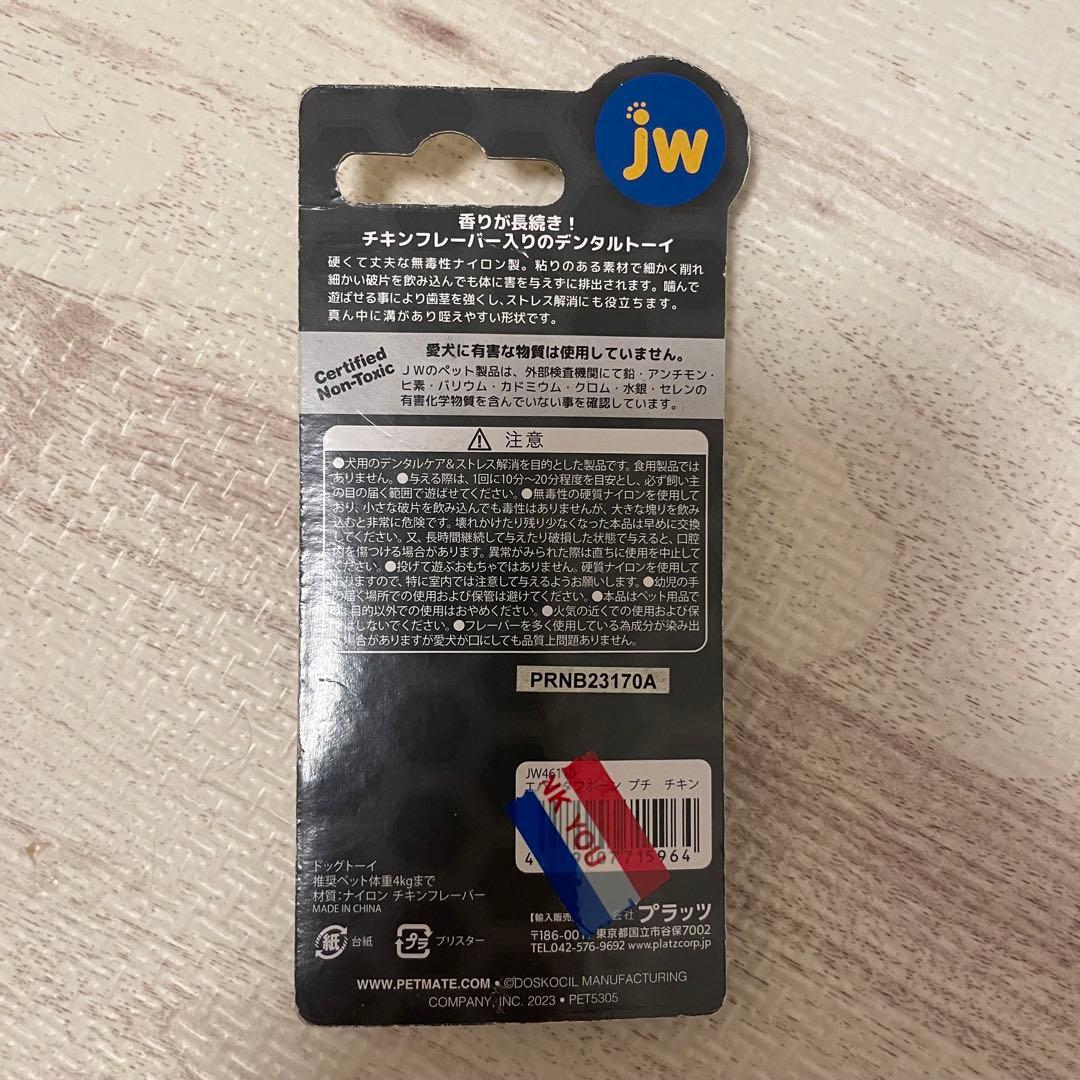 jw
香りが長続き！
チキンフレーバー入りのデンタルトーイ
硬くて丈夫な無毒性ナイロン製。粘りのある素材で細かく削れ
細かい破片を飲み込んでも体に害を与えずに排出されます。噛んで
遊ばせる事により歯茎を強くし、ストレス解消にも役立ちます。
真ん中に溝があり咥えやすい形状です。
Certified
Non-Toxic
愛犬に有害な物質は使用していません。
JWのペット製品は、外部検査機関にて鉛・アンチモン・
ヒ素・バリウム・カドミウム・クロム・水銀・セレンの
有害化学物質を含んでいない事を確認しています。
注意
●犬用のデンタルケア&ストレス解消を目的とした製品です。食用製品では
ありません。●与える際は、1回に10分〜20分程度を目安とし、必ず飼い主
の目の届く範囲で遊ばせてください。●無毒性の硬質ナイロンを使用して
おり、小さな破片を飲み込んでも毒性はありませんが、大きな塊りを飲み
込むと非常に危険です。壊れかけたり残り少なくなった本品は早めに交換
してください。又、長時間継続して与えたり破損した状態で与えると、口腔
内を傷つける場合があります。異常がみられた際は直ちに使用を中止して
ください。●投げて遊ぶおもちゃではありません。硬質ナイロンを使用して
おりますので、特に室内では注意して与えるようお願いします。●幼児の手
の届く場所での使用および保管は避けてください。●本品はペット用品で
す。目的以外での使用はおやめください。●火気の近くでの使用および保
はしないでください。●フレーバーを多く使用している為成分が染み出
場合がありますが愛犬が口にしても品質上問題ありません。
PRNB23170A
JW461
エバ ボーン プチ チキン
NK YOU
4 7715964
ドッグトーイ
推奨ペット体重4kgまで
材質:ナイロン チキンフレーバー
MADE IN CHINA
紙 台紙
プラ ブリスター
【輸入販売 会社 プラッツ
〒186-001 東京都国立市谷保7002
TEL.042-576-9692 www.platzcorp.jp
WWW.PETMATE.COM • ©DOSKOCIL MANUFACTURING
COMPANY, INC. 2023 • PET5305